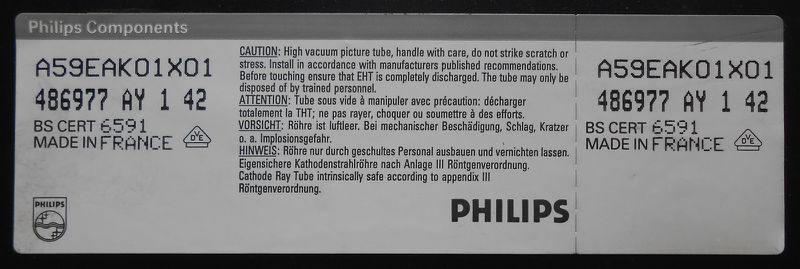 Philips Components
A59EAK01X01
486977 AY 1 42
BS CERT 6591
MADE IN FRANCE
VDE
PHILIPS
CAUTION: High vacuum picture tube, handle with care, do not strike scratch or
stress. Install in accordance with manufacturers published recommendations.
Before touching ensure that EHT is completely discharged. The tube may only be
disposed of by trained personnel.
ATTENTION: Tube sous vide à manipuler avec précaution: décharger
totalement la THT; ne pas rayer, choquer ou soumettre à des efforts.
VORSICHT: Röhre ist luftleer. Bei mechanischer Beschädigung, Schlag, Kratzer
o. a. Implosionsgefahr.
HINWEIS: Röhre nur durch geschultes Personal ausbauen und vernichten lassen.
Eigensichere Kathodenstrahlröhre nach Anlage III Röntgenverordnung.
Cathode Ray Tube intrinsically safe according to appendix III
Röntgenverordnung.
PHILIPS
A59EAK01X01
486977 AY 1 42
BS CERT 6591
MADE IN FRANCE
VDE